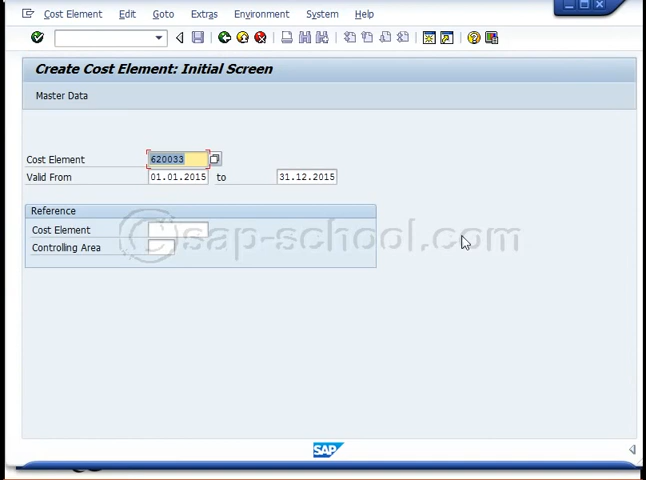 Cost Element Edit Goto Extras Environment System Help
Create Cost Element: Initial Screen
Master Data
Cost Element 620033
Valid From 01.01.2015 to 31.12.2015
Reference
Cost Element
Controlling Area
©sap-school.com
SAP